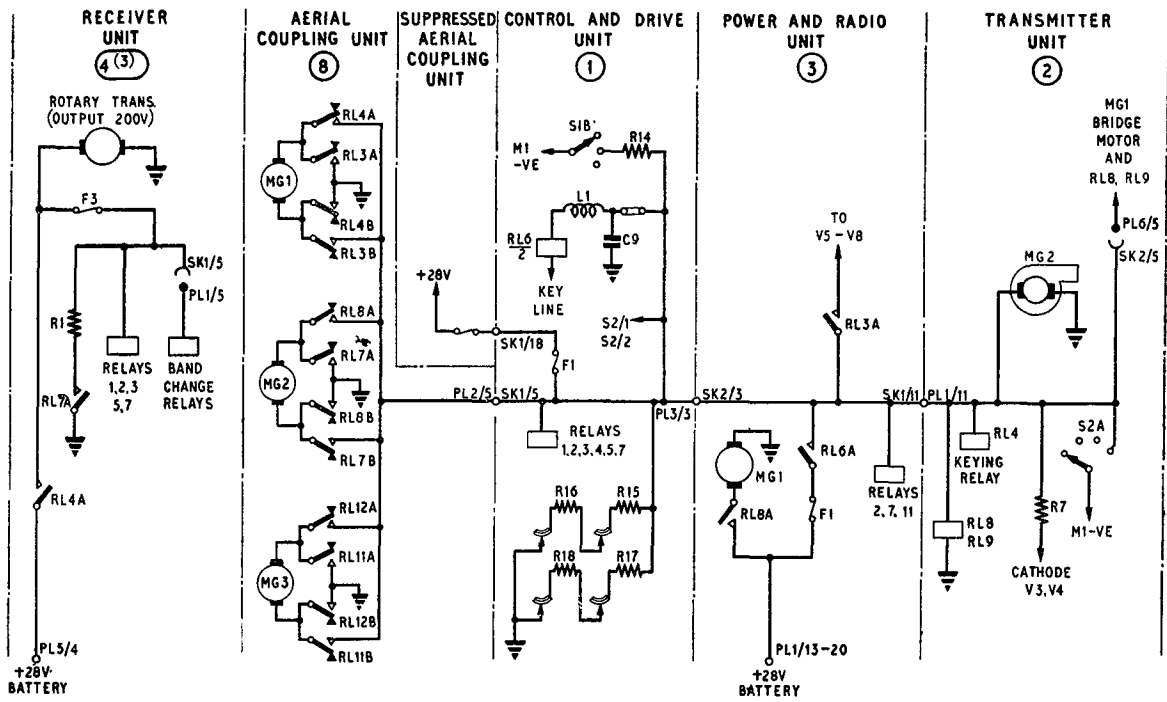 RECEIVER
UNIT
4 (3)
AERIAL
COUPLING UNIT
8
SUPPRESSED
AERIAL
COUPLING
UNIT
CONTROL AND DRIVE
UNIT
1
POWER AND RADIO
UNIT
3
TRANSMITTER
UNIT
2
ROTARY TRANS.
(OUTPUT 200V)
F3
SK1/5
PL1/5
R1
RELAYS
1,2,3
5,7
BAND
CHANGE
RELAYS
RL7A
RL4A
PL5/4
+28V
BATTERY
RL4A
RL3A
MG1
RL4B
RL3B
RL8A
RL7A
MG2
RL8B
RL7B
RL12A
RL11A
MG3
RL12B
RL11B
+28V
SK1/18
F1
PL2/5
SK1/5
S1B
M1
-VE
R14
L1
C9
RL6
2
KEY
LINE
S2/1
S2/2
PL3/3
RELAYS
1,2,3,4,5,7
R16
R15
R18
R17
SK2/3
TO
V5-V8
RL3A
MG1
RL8A
RL6A
F1
RELAYS
2,7,11
SK1/11
PL1/13-20
+28V
BATTERY
PL1/11
MG1
BRIDGE
MOTOR
AND
RL8, RL9
PL6/5
SK2/5
MG2
RL4
KEYING
RELAY
RL8
RL9
R7
CATHODE
V3,V4
S2A
M1-VE